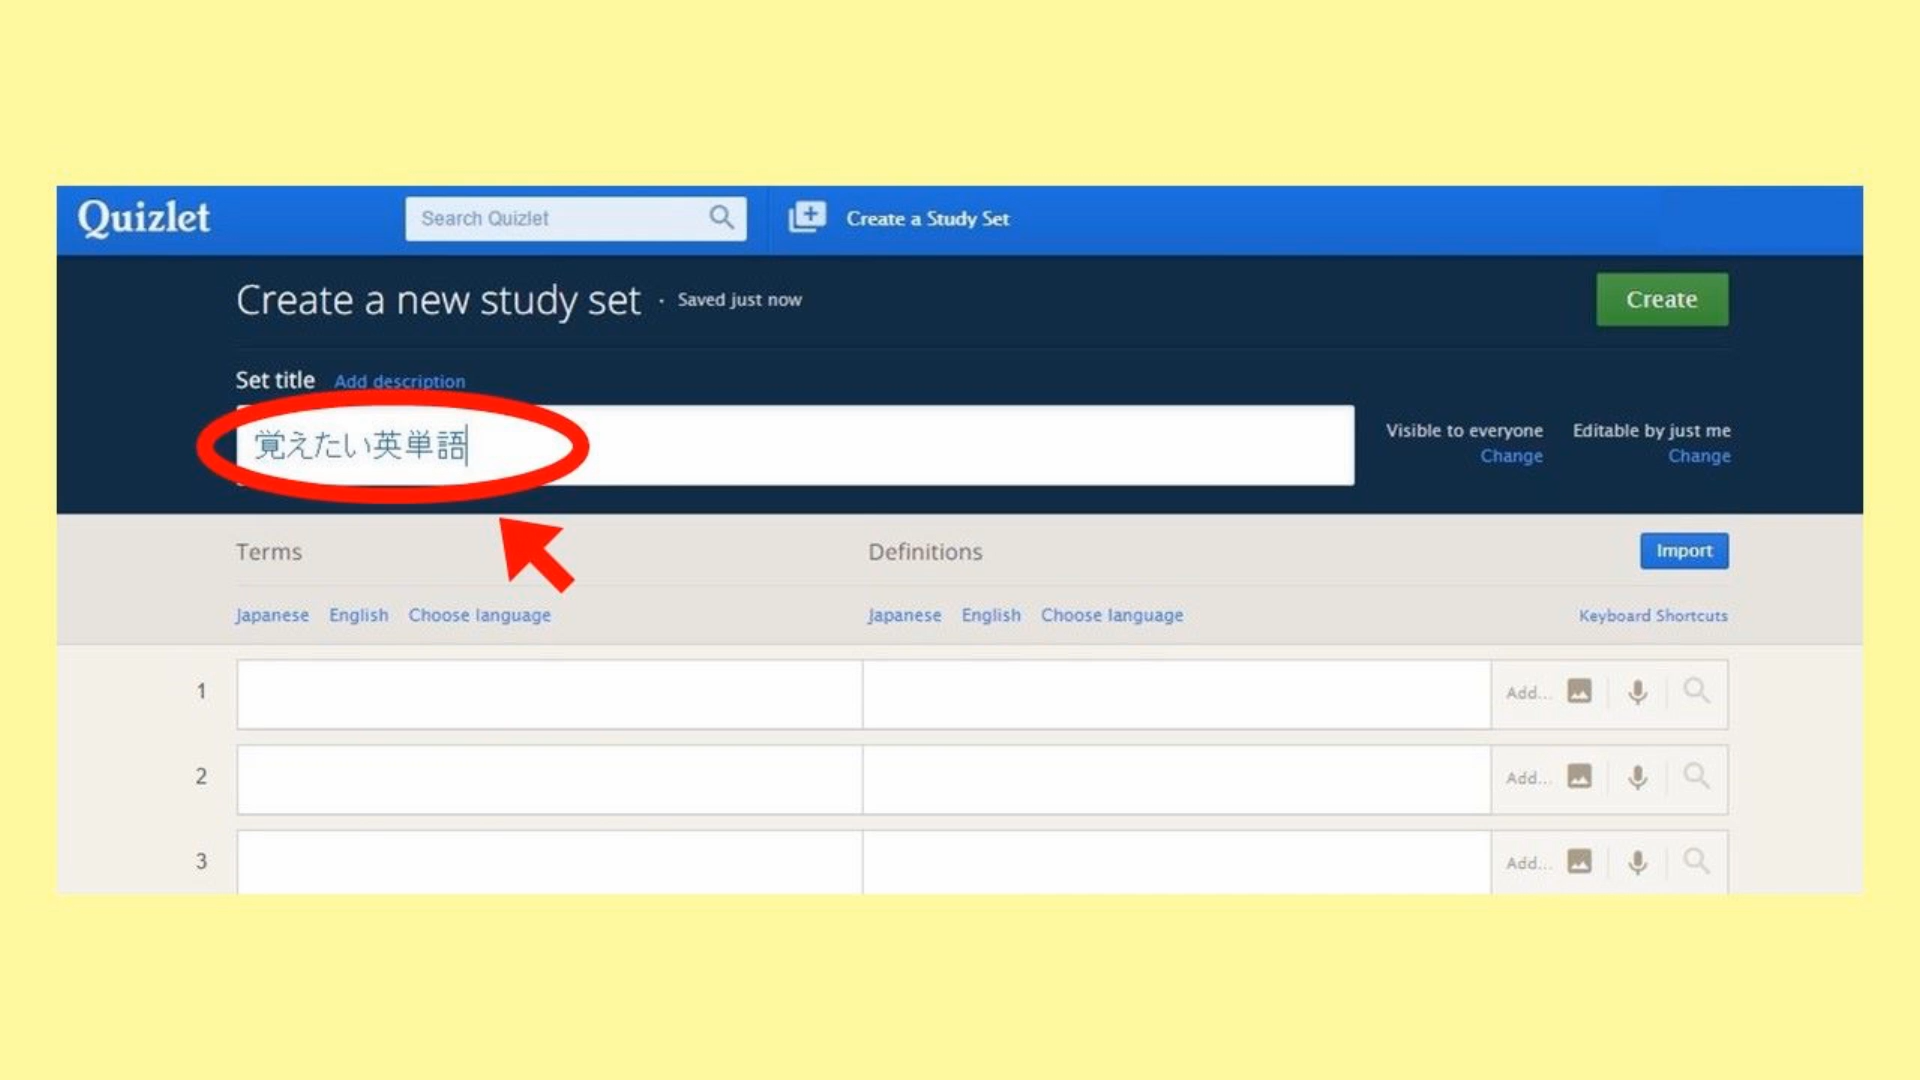 Quizlet
Search Quizlet
Create a Study Set
Create a new study set · Saved just now
Create
Set title Add description
覚えたい英単語
Visible to everyone Editable by just me
Change Change
Terms Definitions Import
Japanese English Choose language Japanese English Choose language Keyboard Shortcuts
1 Add...
2 Add...
3 Add...